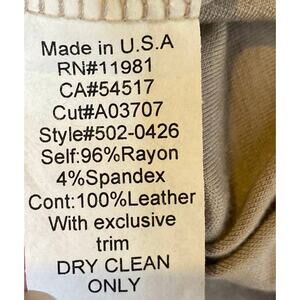 Made in U.S.A
RN#11981
CA#54517
Cut#A03707
Style#502-0426
Self:96%Rayon
4%Spandex
Cont:100%Leather
With exclusive
trim
DRY CLEAN
ONLY